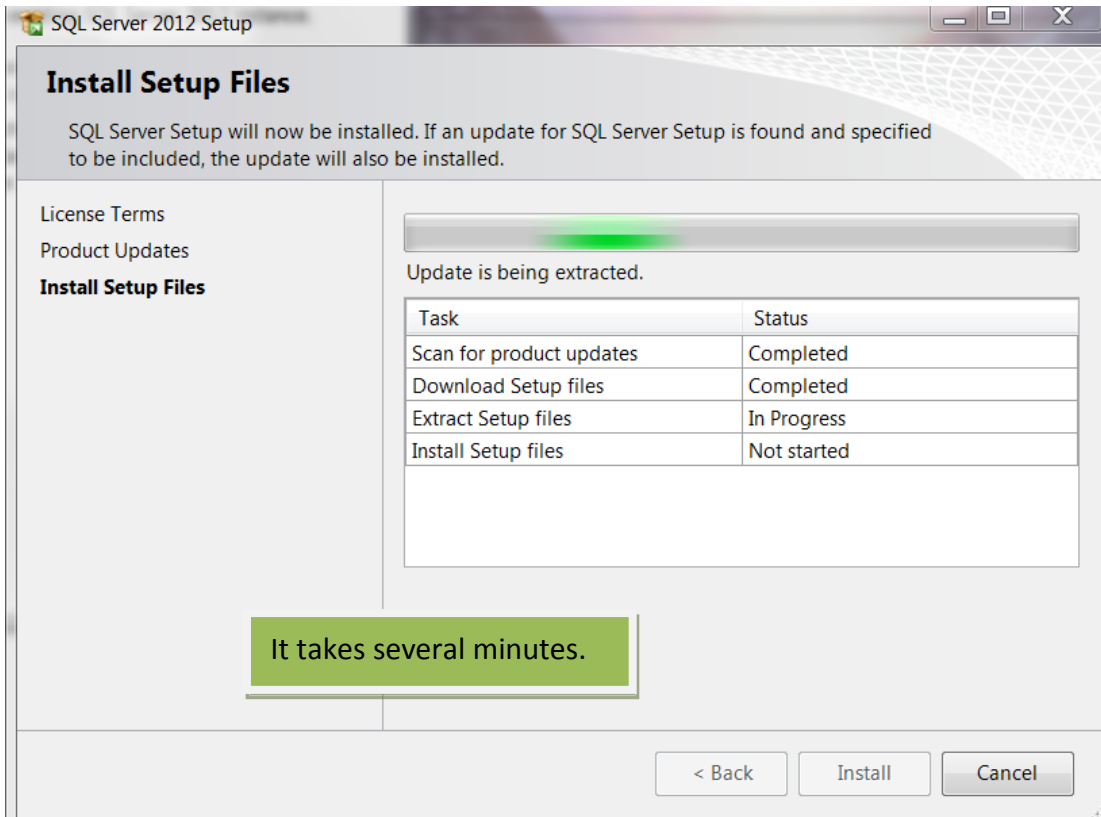 SQL Server 2012 Setup
Install Setup Files
SQL Server Setup will now be installed. If an update for SQL Server Setup is found and specified
to be included, the update will also be installed.
License Terms
Product Updates
Install Setup Files
Update is being extracted.
Task Status
Scan for product updates Completed
Download Setup files Completed
Extract Setup files In Progress
Install Setup files Not started
It takes several minutes.
< Back Install Cancel